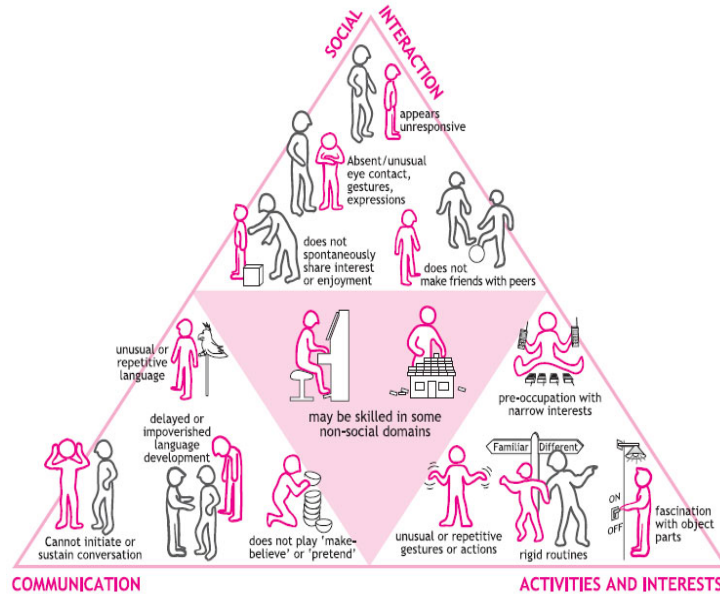 SOCIAL INTERACTION
appears
unresponsive
Absent/unusual
eye contact,
gestures,
expressions
does not
spontaneously
share interest
or enjoyment
does not
make friends with peers
unusual or
repetitive
language
may be skilled in some
non-social domains
pre-occupation with
narrow interests
delayed or
impoverished
language
development
Cannot initiate or
sustain conversation
does not play 'make-
believe' or 'pretend'
unusual or repetitive
gestures or actions
Familiar
Different
rigid routines
ON
OFF
fascination
with object
parts
COMMUNICATION
ACTIVITIES AND INTERESTS